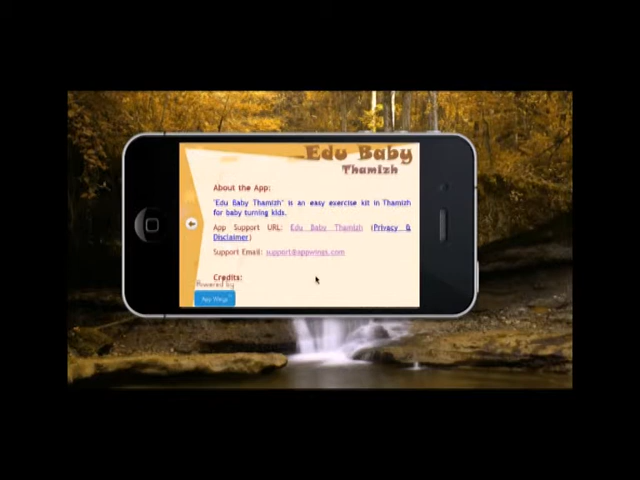 Edu Baby
Thamizh
About the App:
"Edu Baby Thamizh" is an easy exercise kit in Thamizh
for baby turning kids.
App Support URL: Edu Baby Thamizh (Privacy &
Disclaimer)
Support Email: support@appwings.com
Credits:
Powered by
App Wings